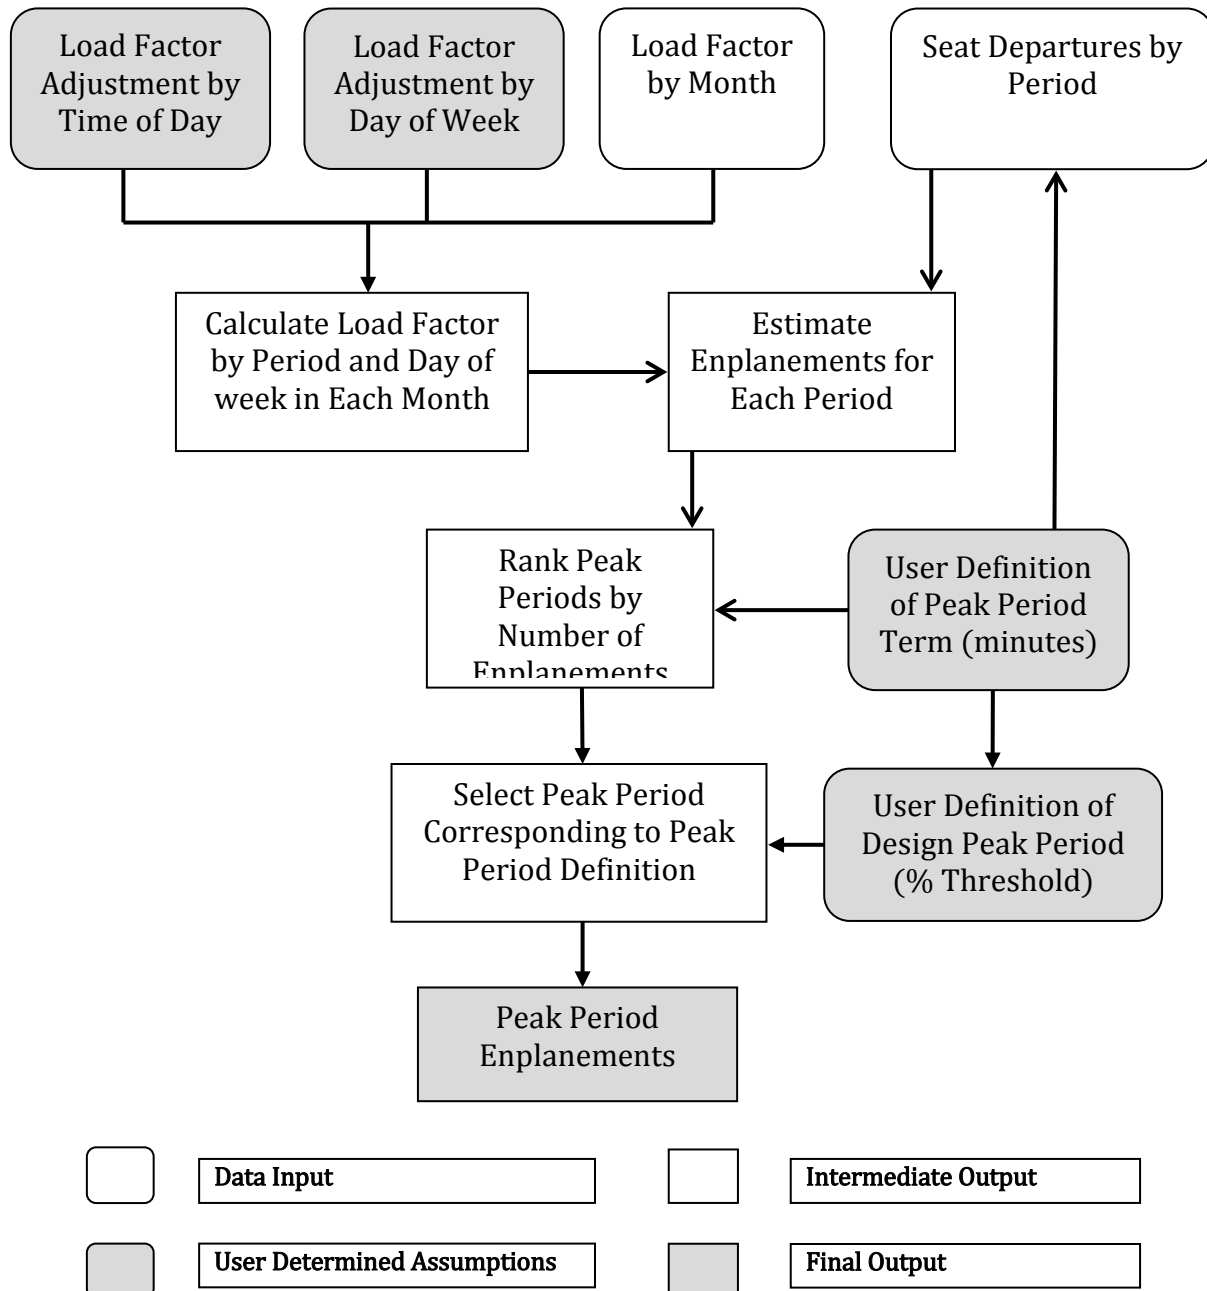 Load Factor
Adjustment by
Time of Day
Load Factor
Adjustment by
Day of Week
Load Factor
by Month
Seat Departures by
Period
Calculate Load Factor
by Period and Day of
week in Each Month
Estimate
Enplanements for
Each Period
Rank Peak
Periods by
Number of
Enplanements
User Definition
of Peak Period
Term (minutes)
Select Peak Period
Corresponding to Peak
Period Definition
User Definition of
Design Peak Period
(% Threshold)
Peak Period
Enplanements
Data Input
Intermediate Output
User Determined Assumptions
Final Output